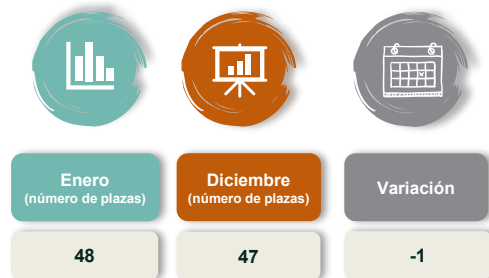 Enero
(número de plazas)
Diciembre
(número de plazas)
Variación
48
47
-1